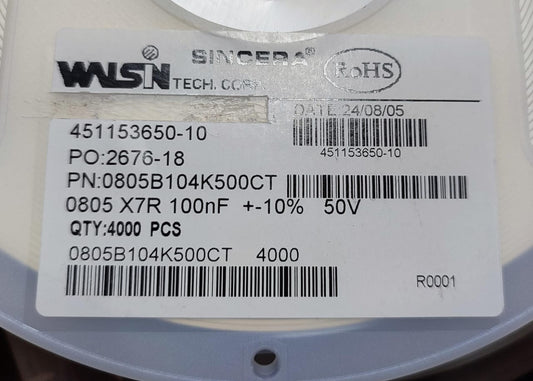 SINCERA®
WALSIN TECH. CORP
RoHS
DATE:24/08/05
451153650-10
451153650-10
PO:2676-18
PN:0805B104K500CT
0805 X7R 100nF +-10% 50V
QTY:4000 PCS
0805B104K500CT 4000
R0001